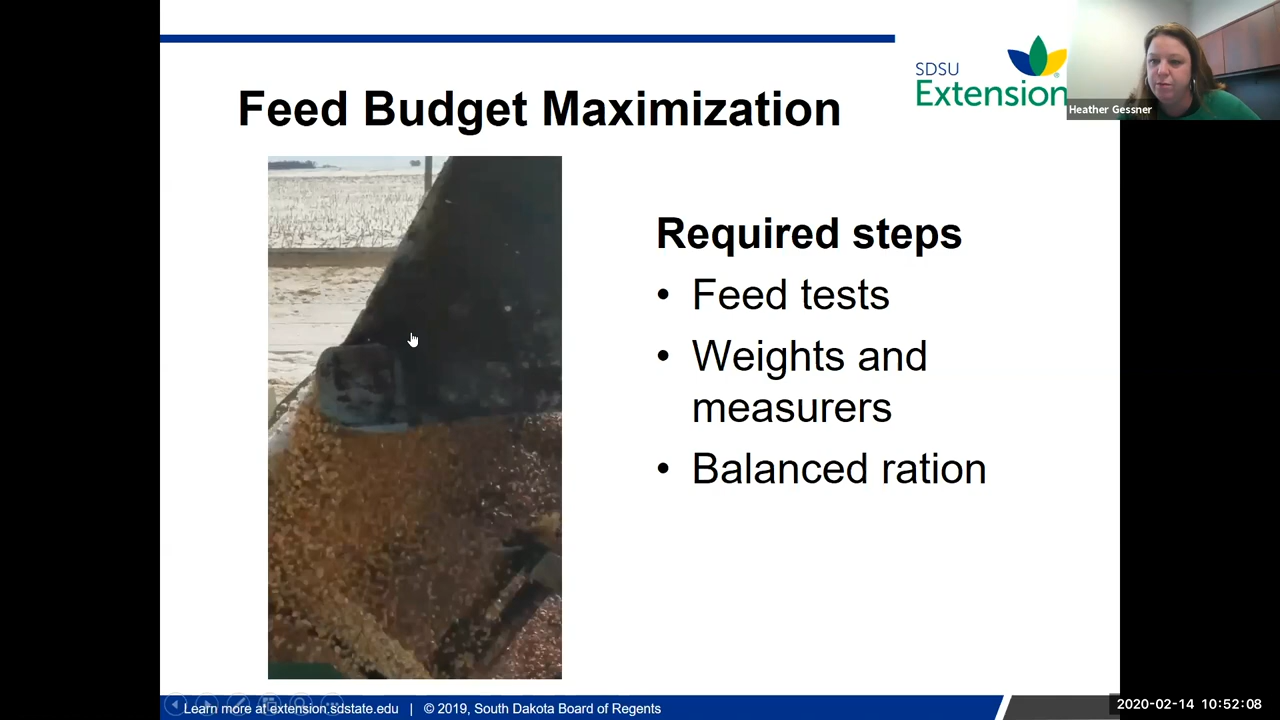 Feed Budget Maximization
SDSU
Extension
Heather Gessner
Required steps
• Feed tests
• Weights and
measurers
• Balanced ration
Learn more at extension.sdstate.edu | © 2019, South Dakota Board of Regents
2020-02-14 10:52:08